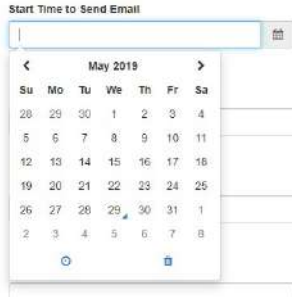 Start Time to Send Email
May 2019
Su Mo Tu We Th Fr Sa
28 29 30 1 2 3 4
5 6 7 8 9 10 11
12 13 14 15 16 17 18
19 20 21 22 23 24 25
26 27 28 29 30 31 1
2 3 4 5 6 7 8